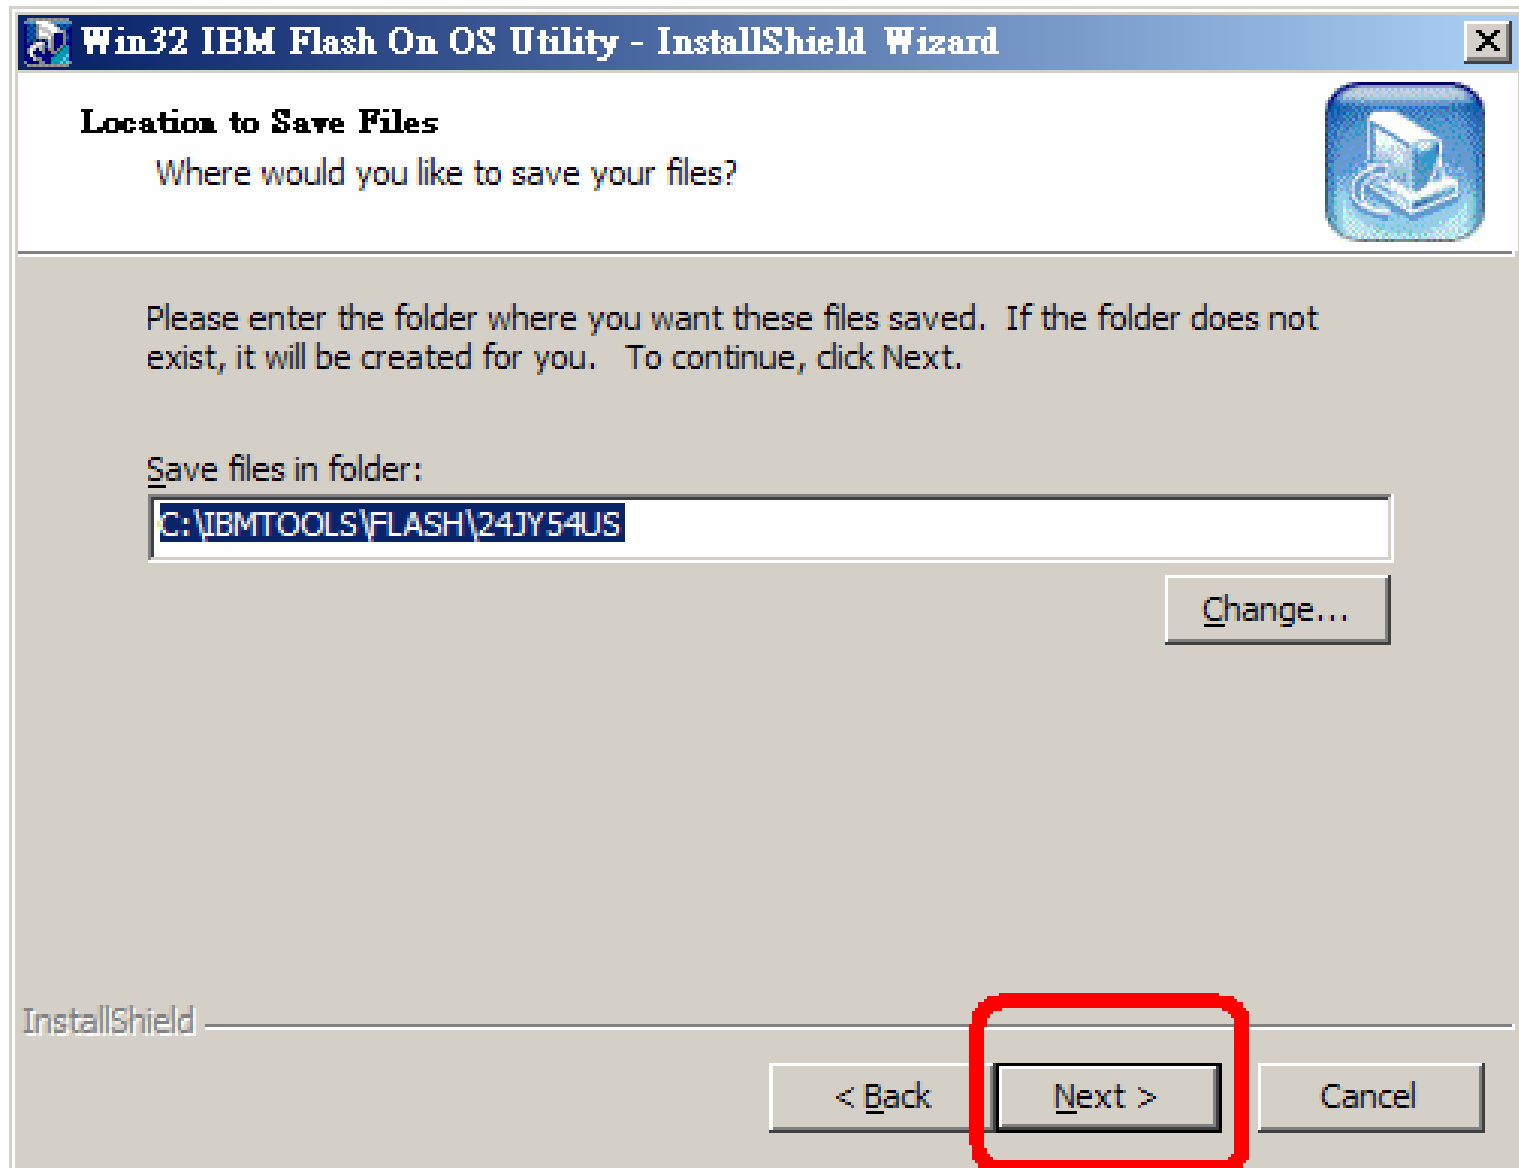 Win32 IBM Flash On OS Utility - InstallShield Wizard
Location to Save Files
Where would you like to save your files?
Please enter the folder where you want these files saved. If the folder does not
exist, it will be created for you. To continue, click Next.
Save files in folder:
C:\IBMTOOLS\FLASH\24JY54US
Change...
InstallShield
< Back
Next >
Cancel